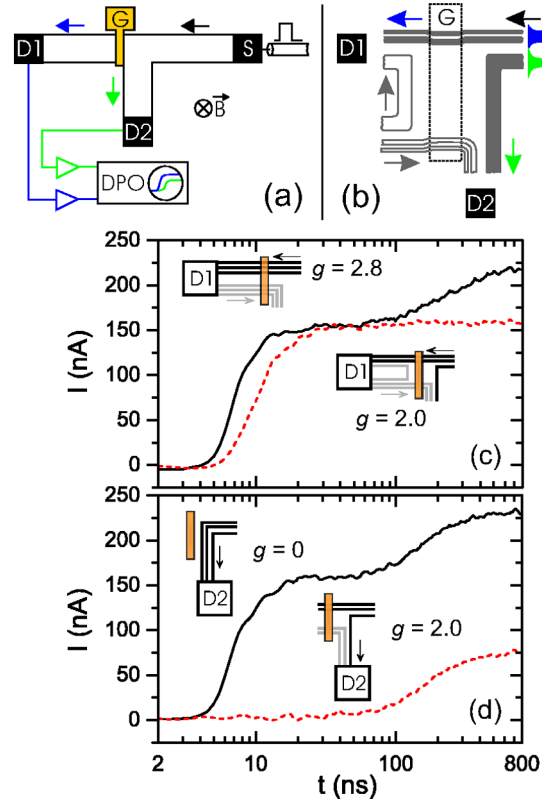 G
D1
S
D2
B
DPO
(a)
G
D1
D2
(b)
250
200
150
100
50
0
I (nA)
D1
g = 2.8
D1
g = 2.0
(c)
250
200
150
100
50
0
I (nA)
g = 0
D2
g = 2.0
D2
(d)
2
10
100
800
t (ns)